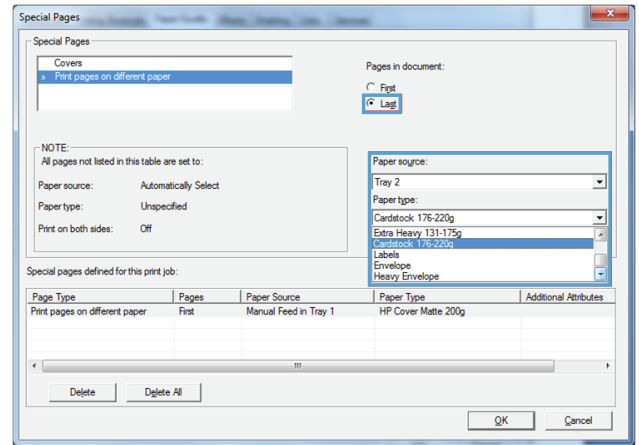 Special Pages
Special Pages
Covers
» Print pages on different paper
Pages in document:
First
Last
NOTE:
All pages not listed in this table are set to:
Paper source: Automatically Select
Paper type: Unspecified
Print on both sides: Off
Paper source:
Tray 2
Paper type:
Cardstock 176-220g
Extra Heavy 131-175g
Cardstock 176-220g
Labels
Envelope
Heavy Envelope
Special pages defined for this print job:
Page Type Pages Paper Source Paper Type Additional Attributes
Print pages on different paper First Manual Feed in Tray 1 HP Cover Matte 200g
Delete Delete All
OK Cancel